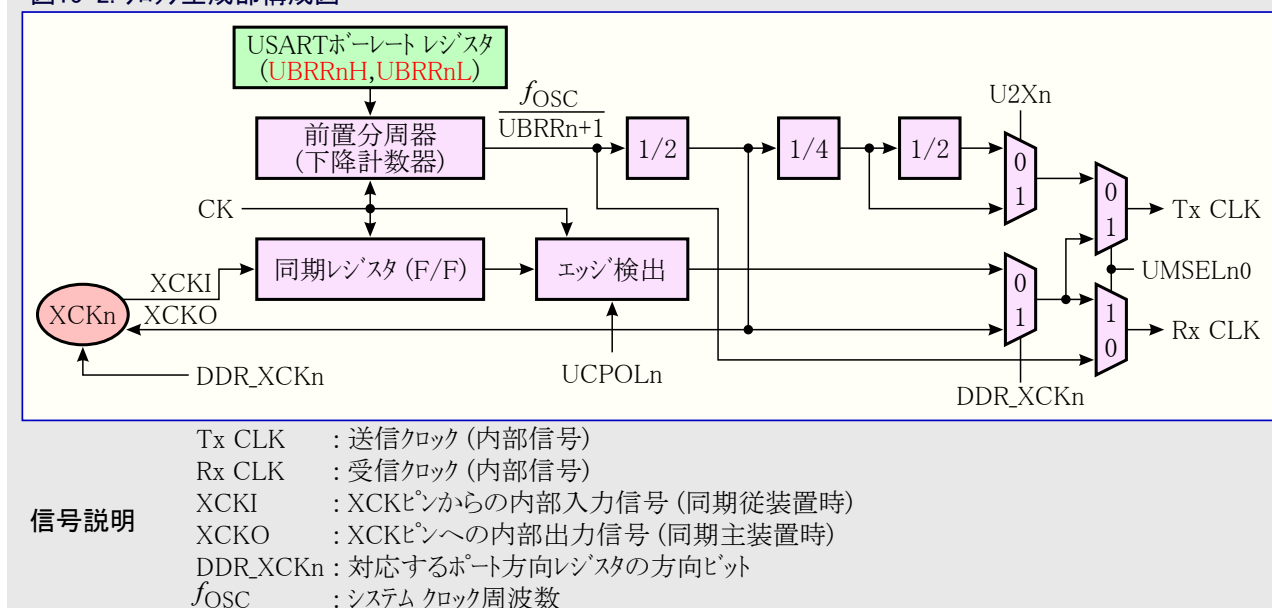 USARTボーレート レジスタ
(UBRRnH,UBRRnL)
fOSC
UBRRn+1
U2Xn
前置分周器
(下降計数器)
1/2
1/4
1/2
0
1
CK
0
1
Tx CLK
同期レジスタ (F/F)
エッジ検出
XCKI
0
1
UMSELn0
XCKn
XCKO
1
0
Rx CLK
DDR_XCKn
UCPOLn
DDR_XCKn
信号説明
Tx CLK : 送信クロック (内部信号)
Rx CLK : 受信クロック (内部信号)
XCKI : XCKピンからの内部入力信号 (同期従装置時)
XCKO : XCKピンへの内部出力信号 (同期主装置時)
DDR_XCKn : 対応するポート方向レジスタの方向ビット
fOSC : システム クロック周波数